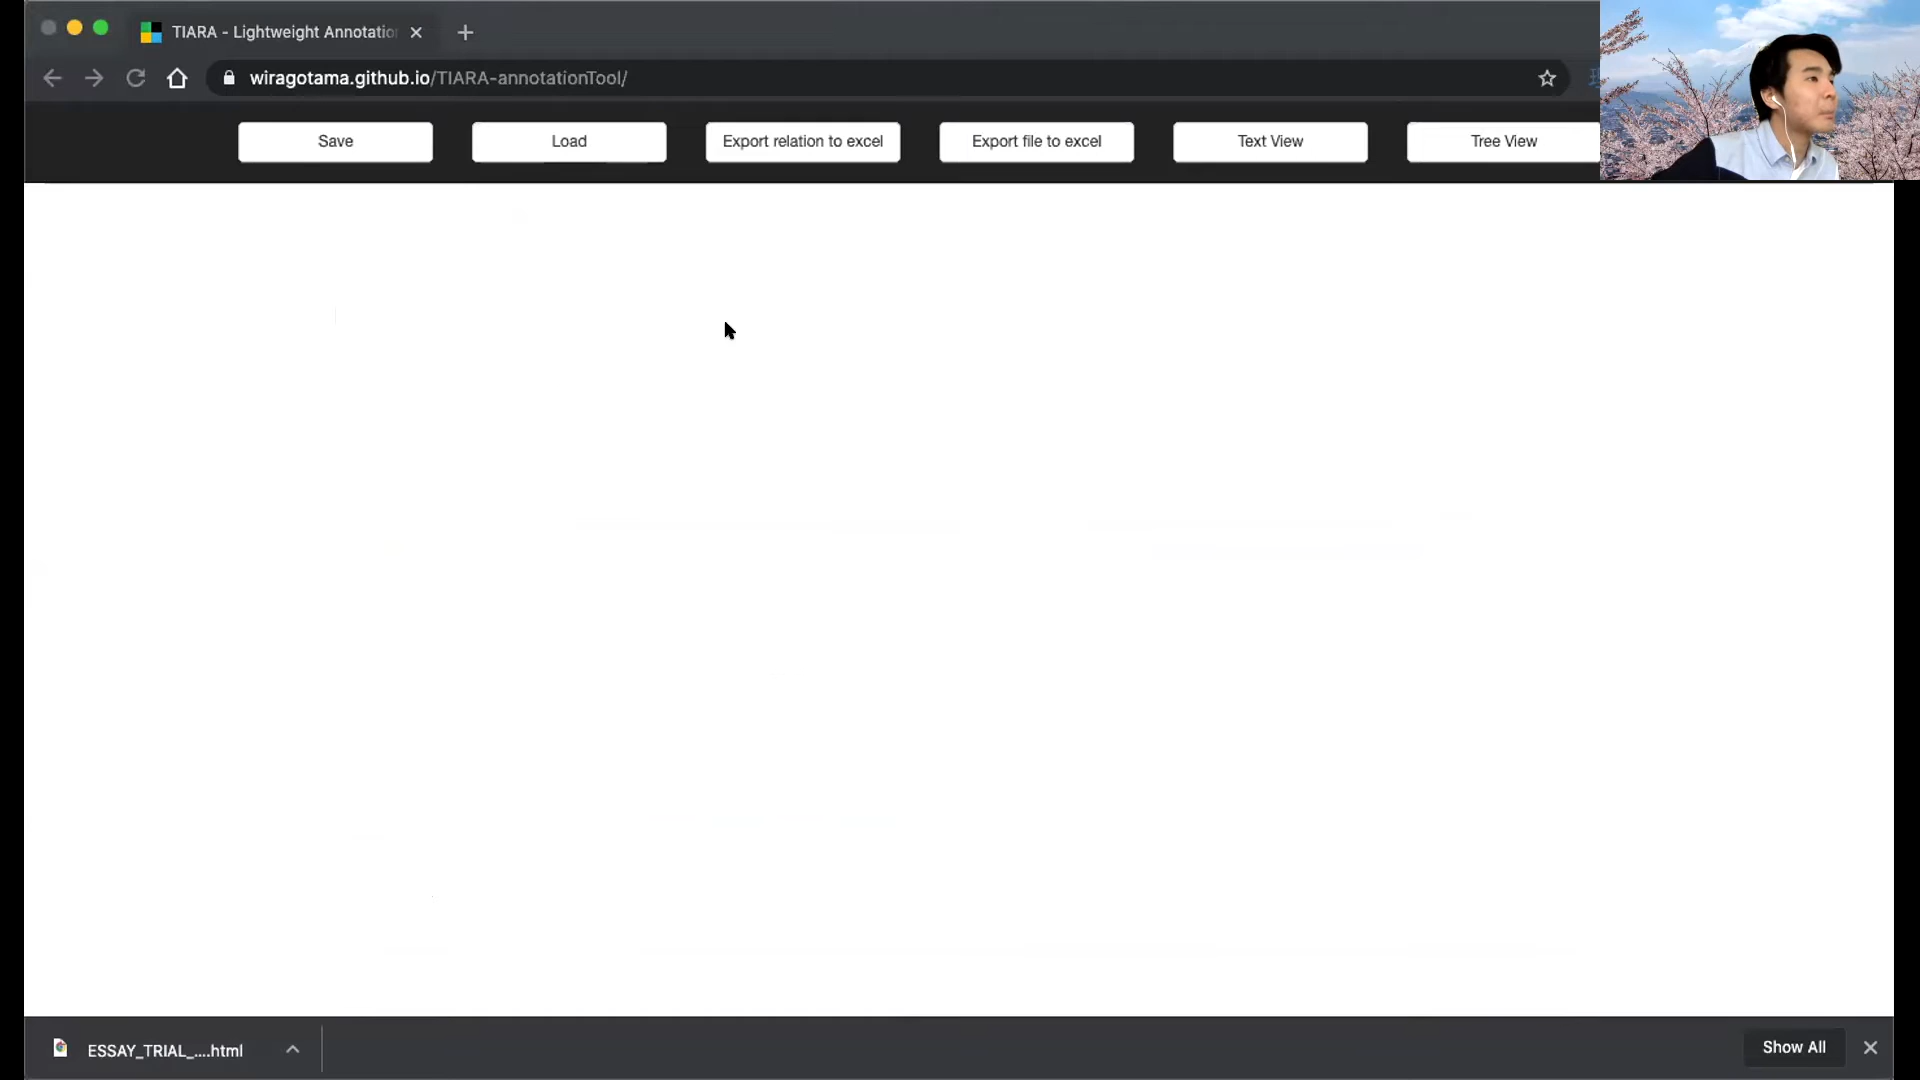 TIARA - Lightweight Annotatio
wiragotama.github.io/TIARA-annotationTool/
Save
Load
Export relation to excel
Export file to excel
Text View
Tree View
ESSAY_TRIAL_....html
Show All